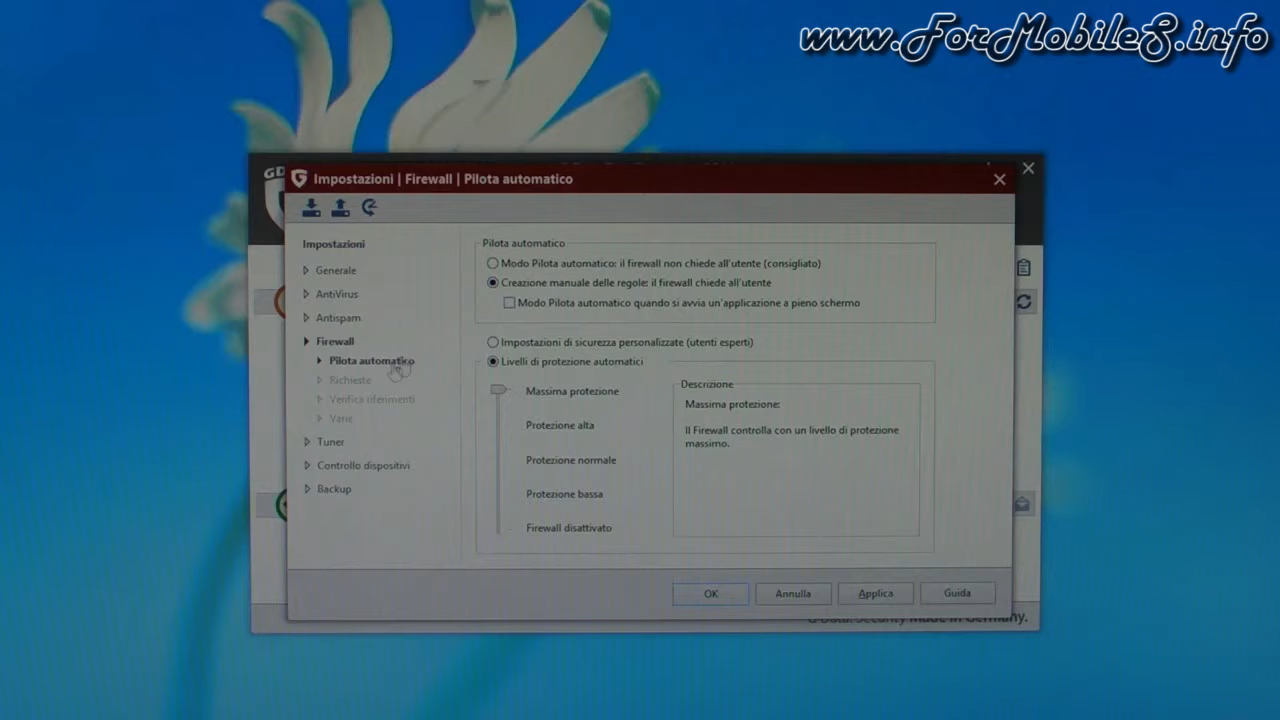 www.ForMobileS.info
GD
Impostazioni | Firewall | Pilota automatico
Impostazioni
Generale
AntiVirus
Antispam
Firewall
Pilota automatico
Richieste
Verifica riferimenti
Varie
Tuner
Controllo dispositivi
Backup
Pilota automatico
Modo Pilota automatico: il firewall non chiede all'utente (consigliato)
Creazione manuale delle regole: il firewall chiede all'utente
Modo Pilota automatico quando si avvia un'applicazione a pieno schermo
Impostazioni di sicurezza personalizzate (utenti esperti)
Livelli di protezione automatici
Massima protezione
Protezione alta
Protezione normale
Protezione bassa
Firewall disattivato
Descrizione
Massima protezione:
Il Firewall controlla con un livello di protezione
massimo.
OK
Annulla
Applica
Guida
G Data. Security Made in Germany.